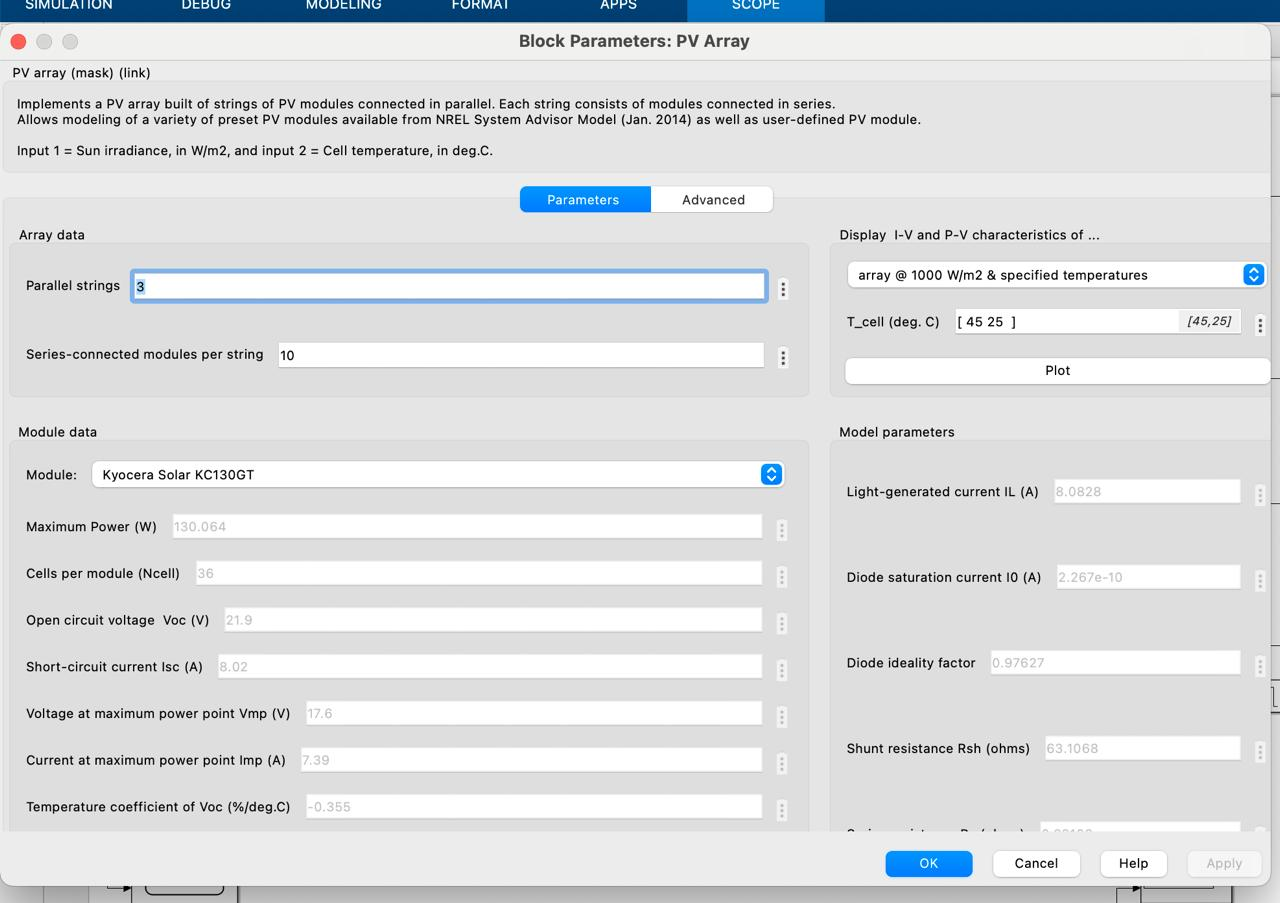 SIMULATION DEBUG MODELING FORMAT APPS SCOPE
Block Parameters: PV Array
PV array (mask) (link)
Implements a PV array built of strings of PV modules connected in parallel. Each string consists of modules connected in series.
Allows modeling of a variety of preset PV modules available from NREL System Advisor Model (Jan. 2014) as well as user-defined PV module.
Input 1 = Sun irradiance, in W/m2, and input 2 = Cell temperature, in deg.C.
Parameters Advanced
Array data
Parallel strings 3
Series-connected modules per string 10
Display I-V and P-V characteristics of ...
array @ 1000 W/m2 & specified temperatures
T_cell (deg. C) [ 45 25 ] [45,25]
Plot
Module data
Module: Kyocera Solar KC130GT
Maximum Power (W) 130.064
Cells per module (Ncell) 36
Open circuit voltage Voc (V) 21.9
Short-circuit current Isc (A) 8.02
Voltage at maximum power point Vmp (V) 17.6
Current at maximum power point Imp (A) 7.39
Temperature coefficient of Voc (%/deg.C) -0.355
Model parameters
Light-generated current IL (A) 8.0828
Diode saturation current I0 (A) 2.267e-10
Diode ideality factor 0.97627
Shunt resistance Rsh (ohms) 63.1068
OK Cancel Help Apply